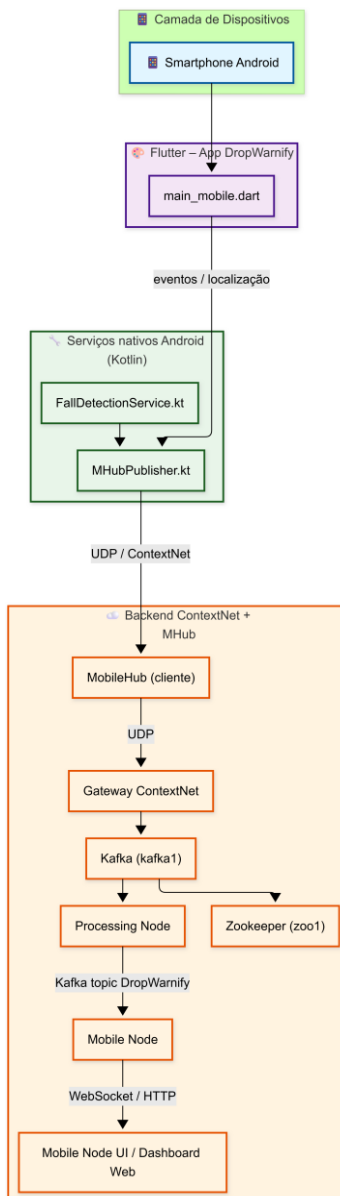 Camada de Dispositivos
Smartphone Android
Flutter – App DropWarnify
main_mobile.dart
eventos / localização
Serviços nativos Android
(Kotlin)
FallDetectionService.kt
MHubPublisher.kt
UDP / ContextNet
Backend ContextNet +
MHub
MobileHub (cliente)
UDP
Gateway ContextNet
Kafka (kafka1)
Processing Node
Zookeeper (zoo1)
Kafka topic DropWarnify
Mobile Node
WebSocket / HTTP
Mobile Node UI / Dashboard
Web